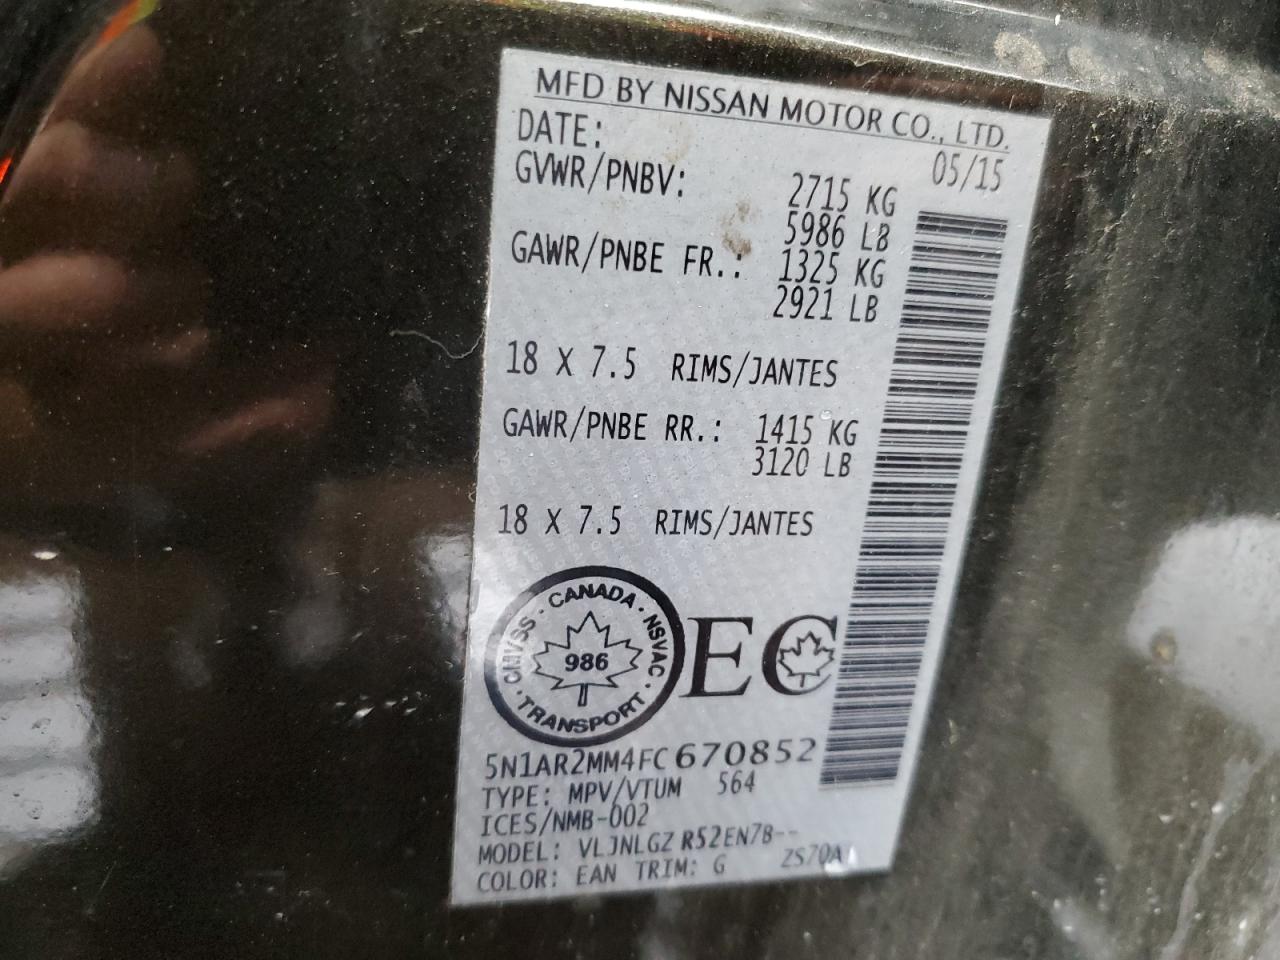 MFD BY NISSAN MOTOR CO., LTD.
DATE: 05/15
GVWR/PNBV: 2715 KG
5986 LB
GAWR/PNBE FR.: 1325 KG
2921 LB
18 X 7.5 RIMS/JANTES
GAWR/PNBE RR.: 1415 KG
3120 LB
18 X 7.5 RIMS/JANTES
CANADA · NSVAC · TRANSPORT · CMVSS ·
986
EC
5N1AR2MM4FC670852
TYPE: MPV/VTUM 564
ICES/NMB-002
MODEL: VLJNLGZ R52EN7B--
COLOR: EAN TRIM: G ZS70A